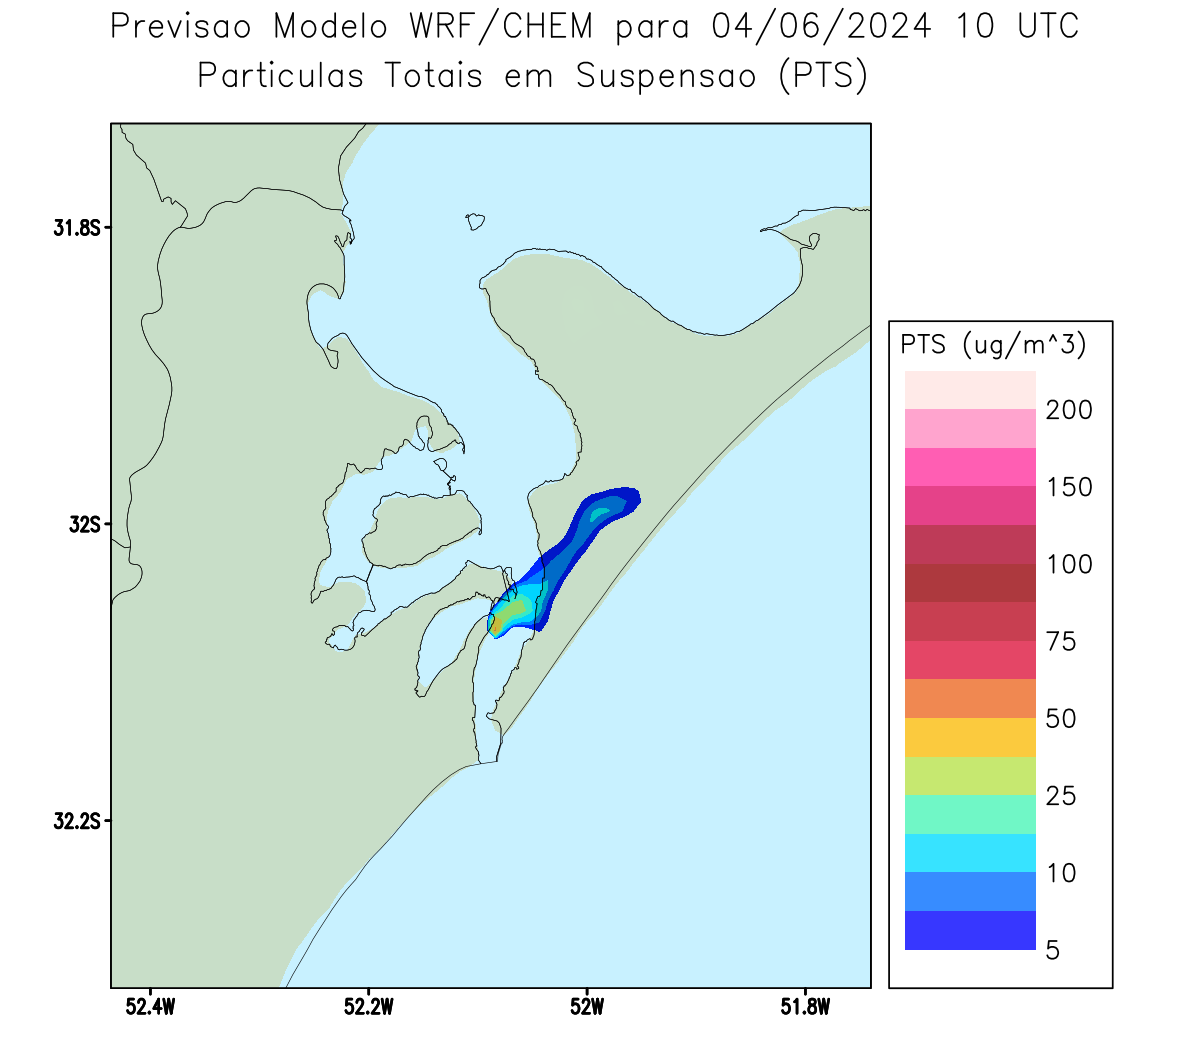 Previsao Modelo WRF/CHEM para 04/06/2024 10 UTC
Particulas Totais em Suspensao (PTS)
31.8S
32S
32.2S
52.4W
52.2W
52W
51.8W
PTS (ug/m^3)
200
150
100
75
50
25
10
5